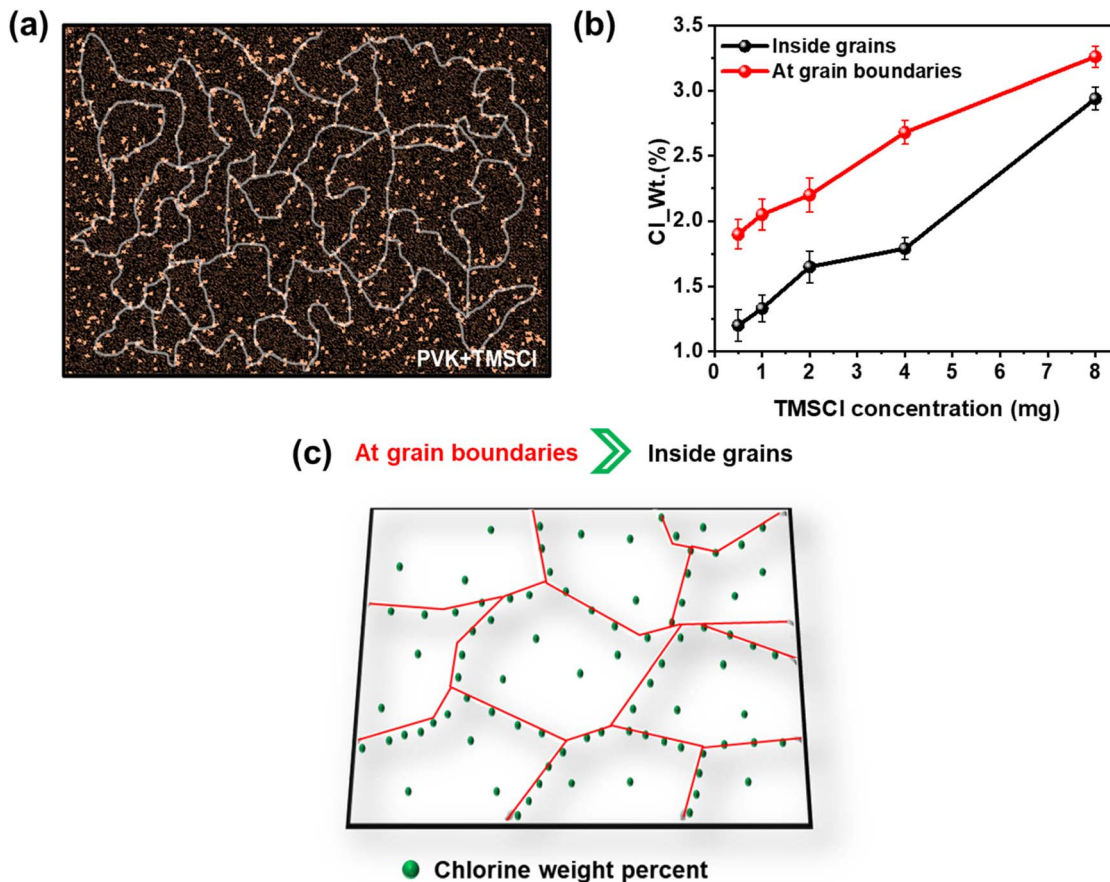 (a)
PVK+TMSCl
(b)
Inside grains
At grain boundaries
3.5
3.0
2.5
2.0
1.5
1.0
Cl_Wt.(%)
0 1 2 3 4 5 6 7 8
TMSCl concentration (mg)
(c) At grain boundaries Inside grains
Chlorine weight percent